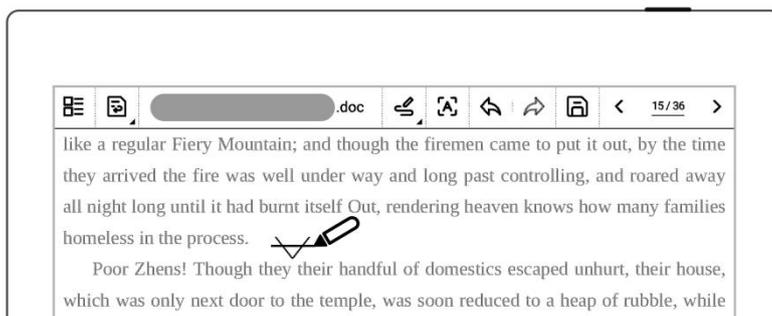 .doc
15 / 36
like a regular Fiery Mountain; and though the firemen came to put it out, by the time
they arrived the fire was well under way and long past controlling, and roared away
all night long until it had burnt itself Out, rendering heaven knows how many families
homeless in the process.
Poor Zhens! Though they their handful of domestics escaped unhurt, their house,
which was only next door to the temple, was soon reduced to a heap of rubble, while